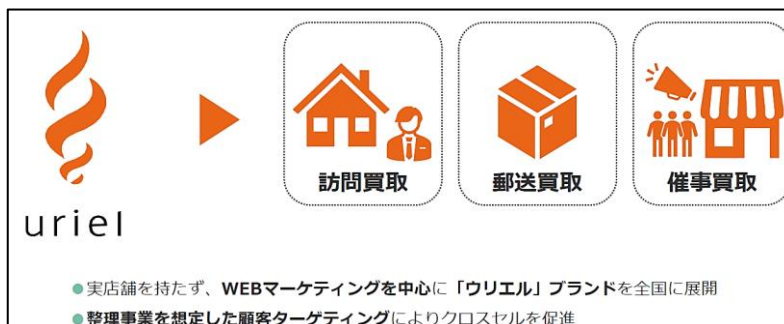 訪問買取
郵送買取
催事買取
uriel
●実店舗を持たず、WEBマーケティングを中心に「ウリエル」ブランドを全国に展開
●整理事業を想定した顧客ターゲティングによりクロスセルを促進